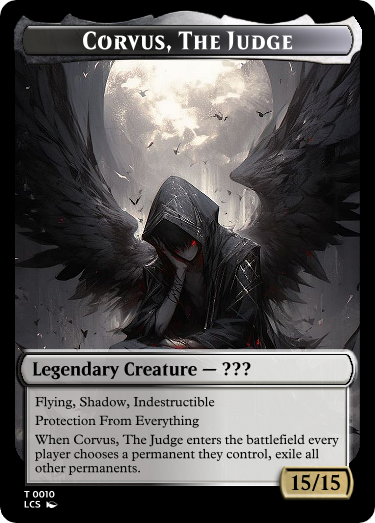 Corvus, The Judge
Legendary Creature — ???
Flying, Shadow, Indestructible
Protection From Everything
When Corvus, The Judge enters the battlefield every
player chooses a permanent they control, exile all
other permanents.
15/15
T 0010
LCS